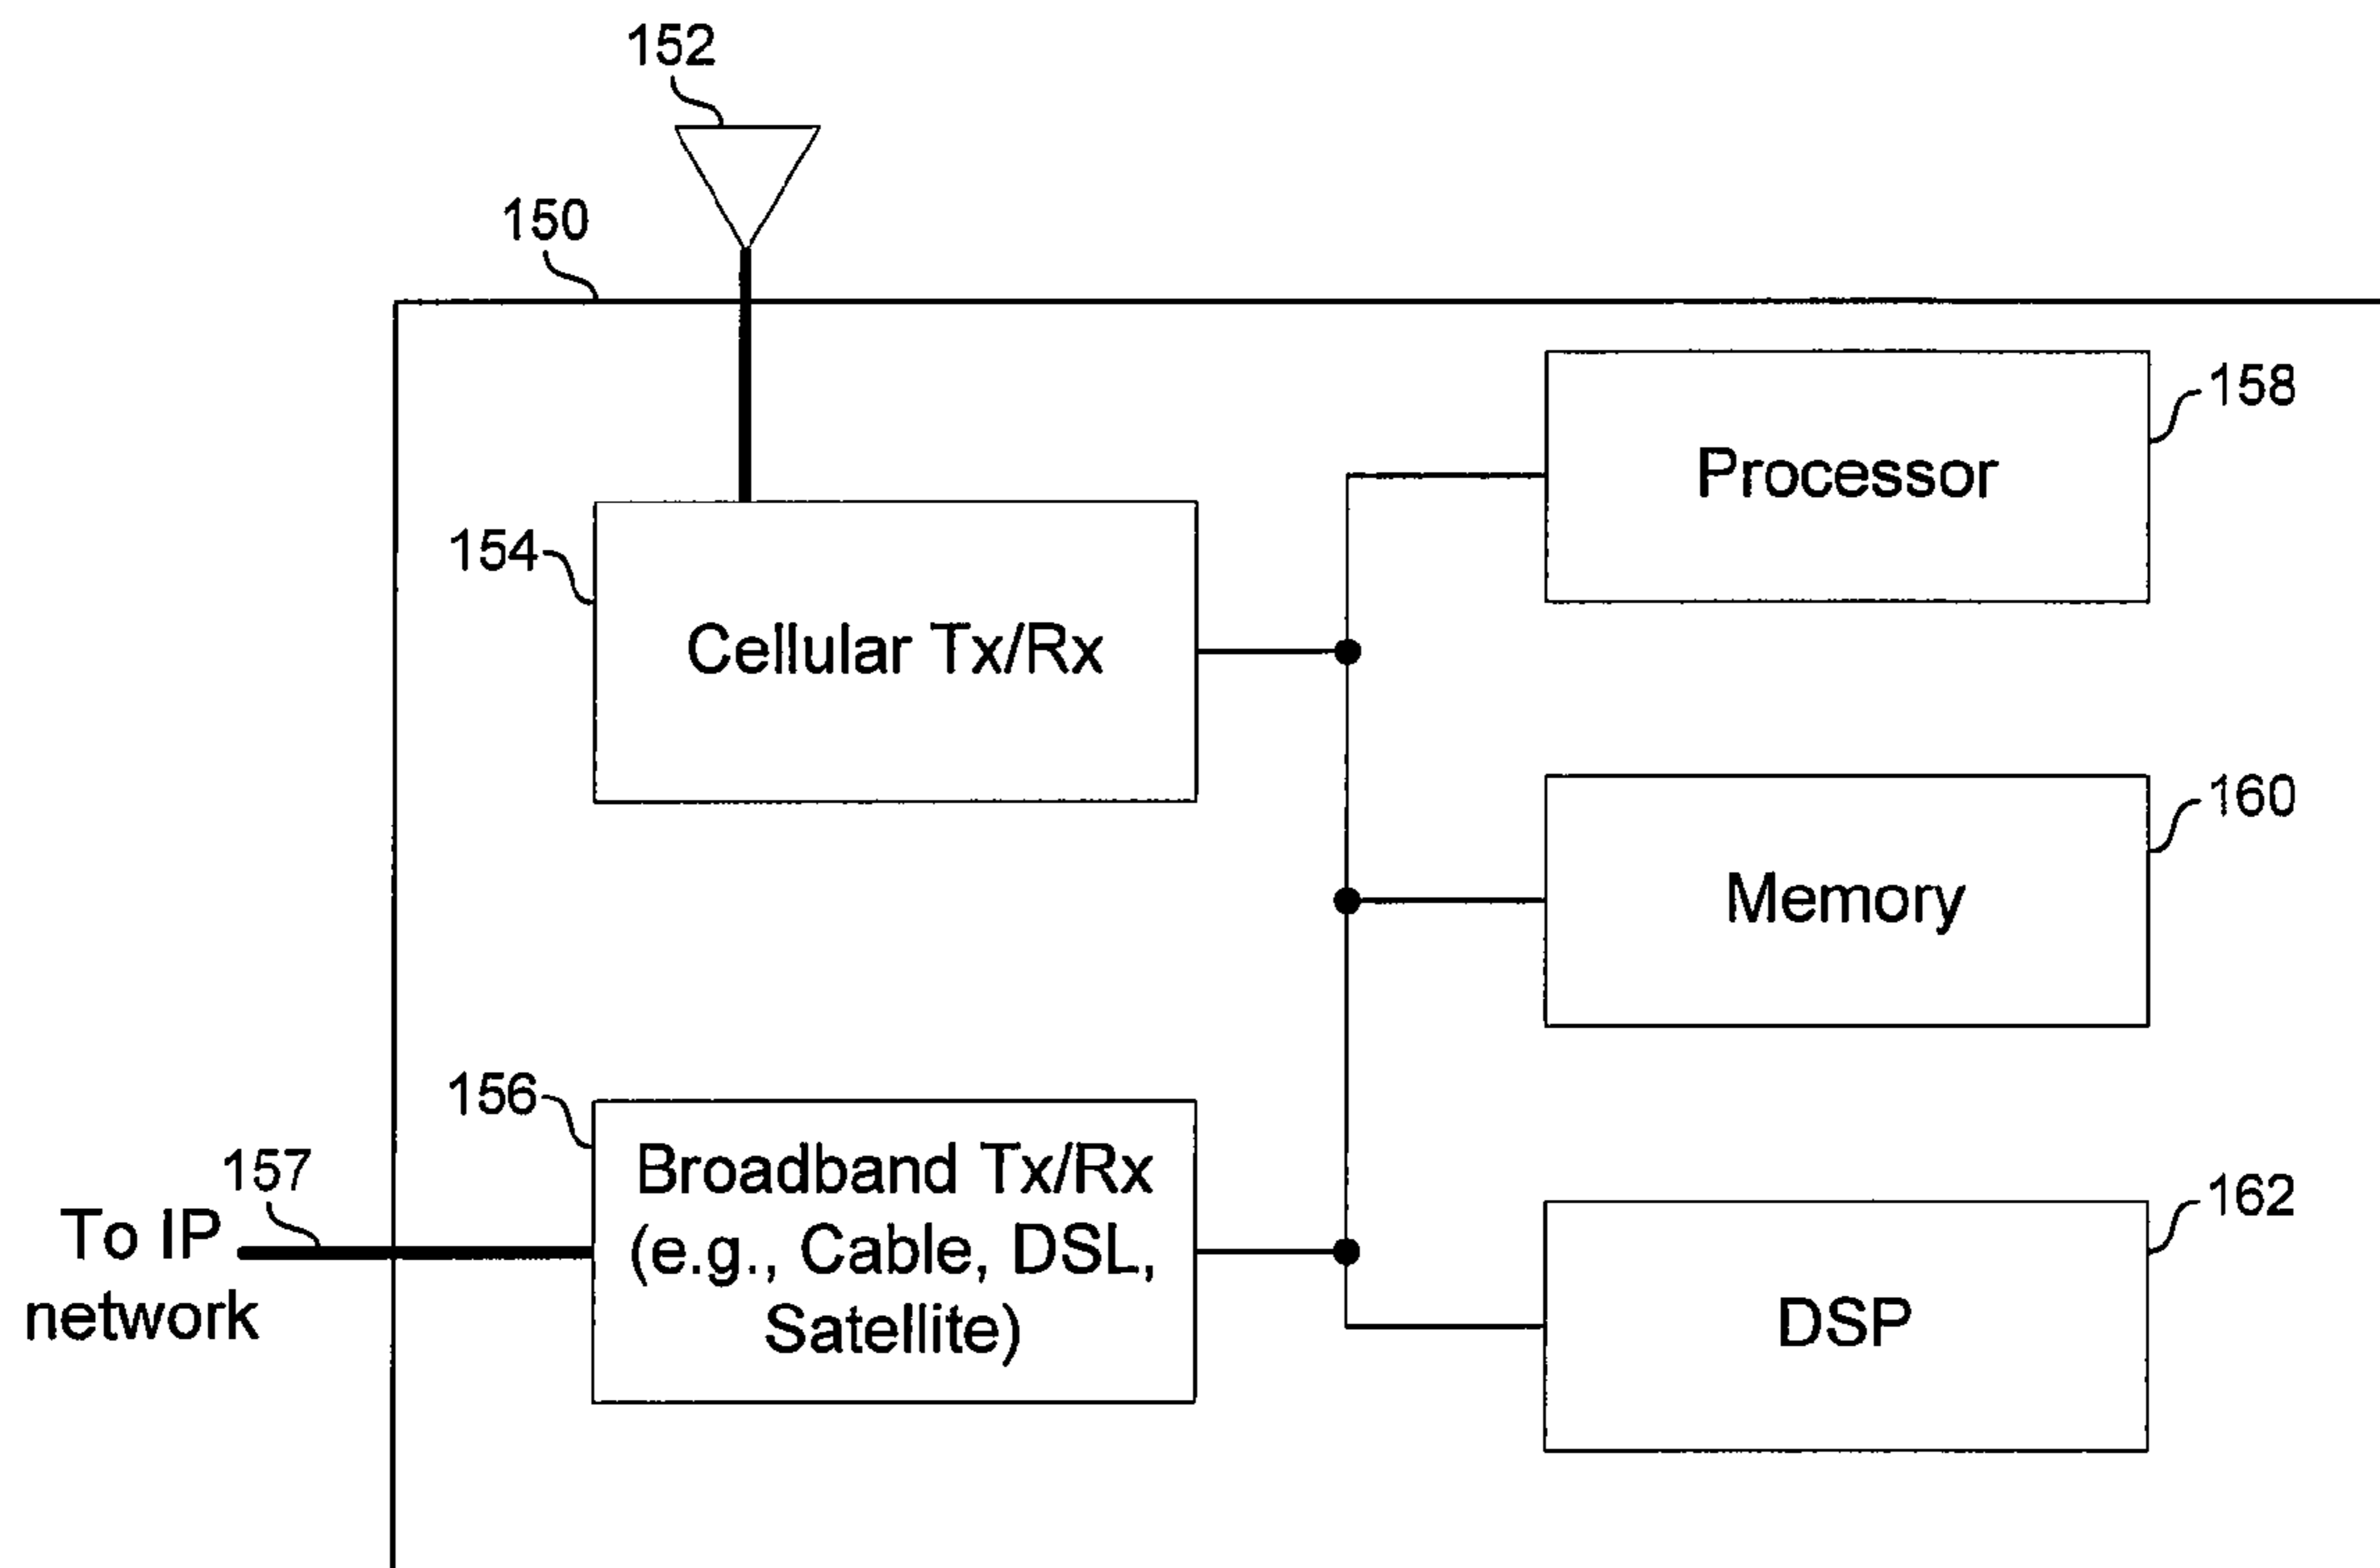 152
150
158
Processor
154
Cellular Tx/Rx
160
Memory
156
Broadband Tx/Rx
(e.g., Cable, DSL,
Satellite)
157
To IP
network
162
DSP